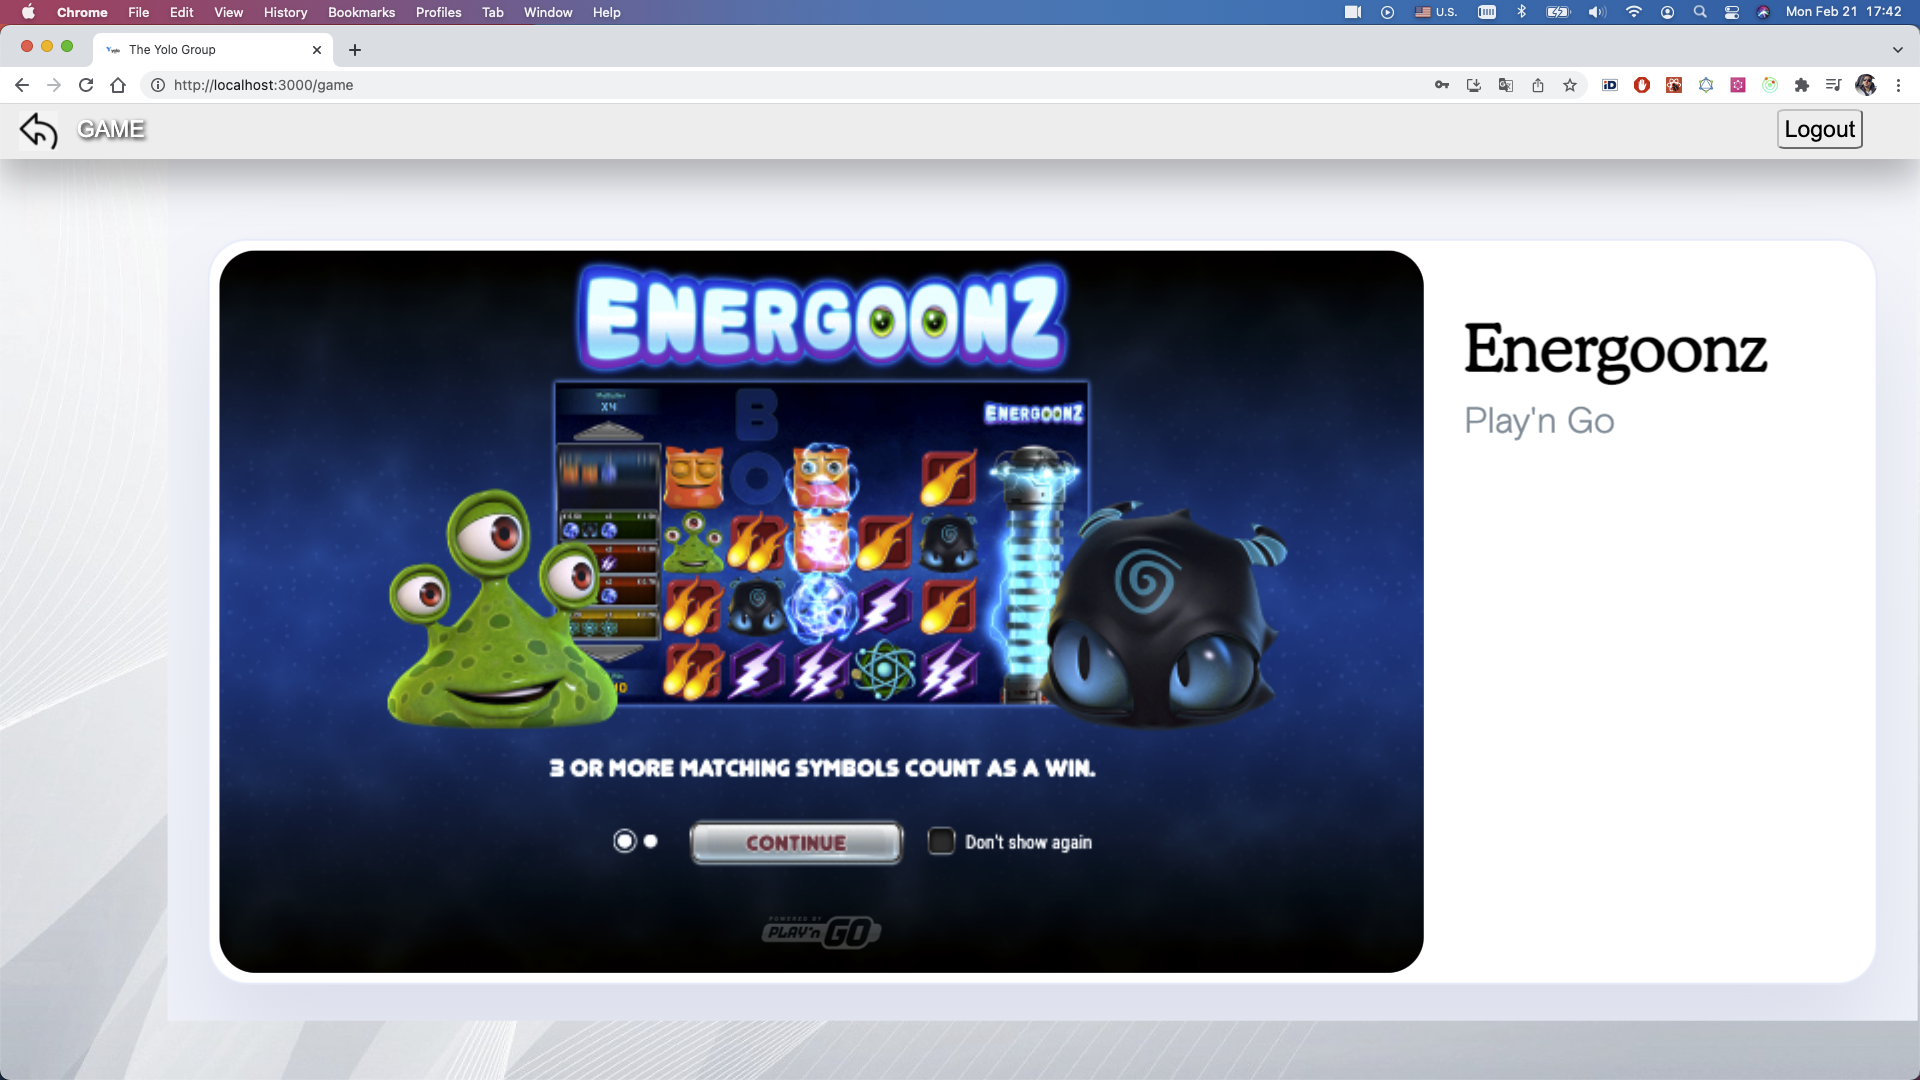 Chrome File Edit View History Bookmarks Profiles Tab Window Help U.S. Mon Feb 21 17:42
The Yolo Group
http://localhost:3000/game
GAME
Logout
ENERGOONZ
X4
B
ENERGOONZ
O
Energoonz
Play'n Go
3 OR MORE MATCHING SYMBOLS COUNT AS A WIN.
CONTINUE
Don't show again
POWERED BY
PLAY'n GO